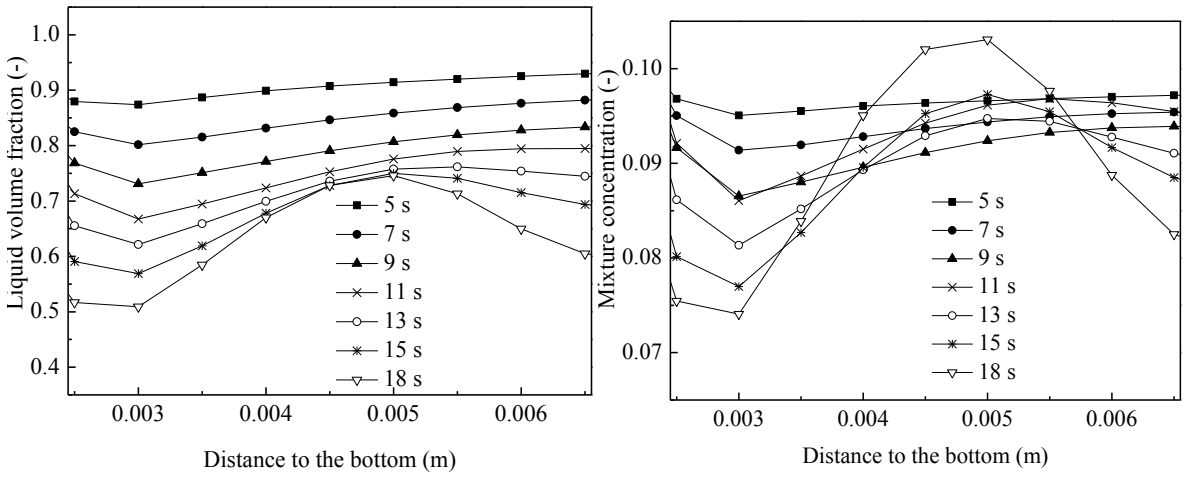 Liquid volume fraction (-)
1.0
0.9
0.8
0.7
0.6
0.5
0.4
5 s
7 s
9 s
11 s
13 s
15 s
18 s
0.003
0.004
0.005
0.006
Distance to the bottom (m)
Mixture concentration (-)
0.10
0.09
0.08
0.07
5 s
7 s
9 s
11 s
13 s
15 s
18 s
0.003
0.004
0.005
0.006
Distance to the bottom (m)